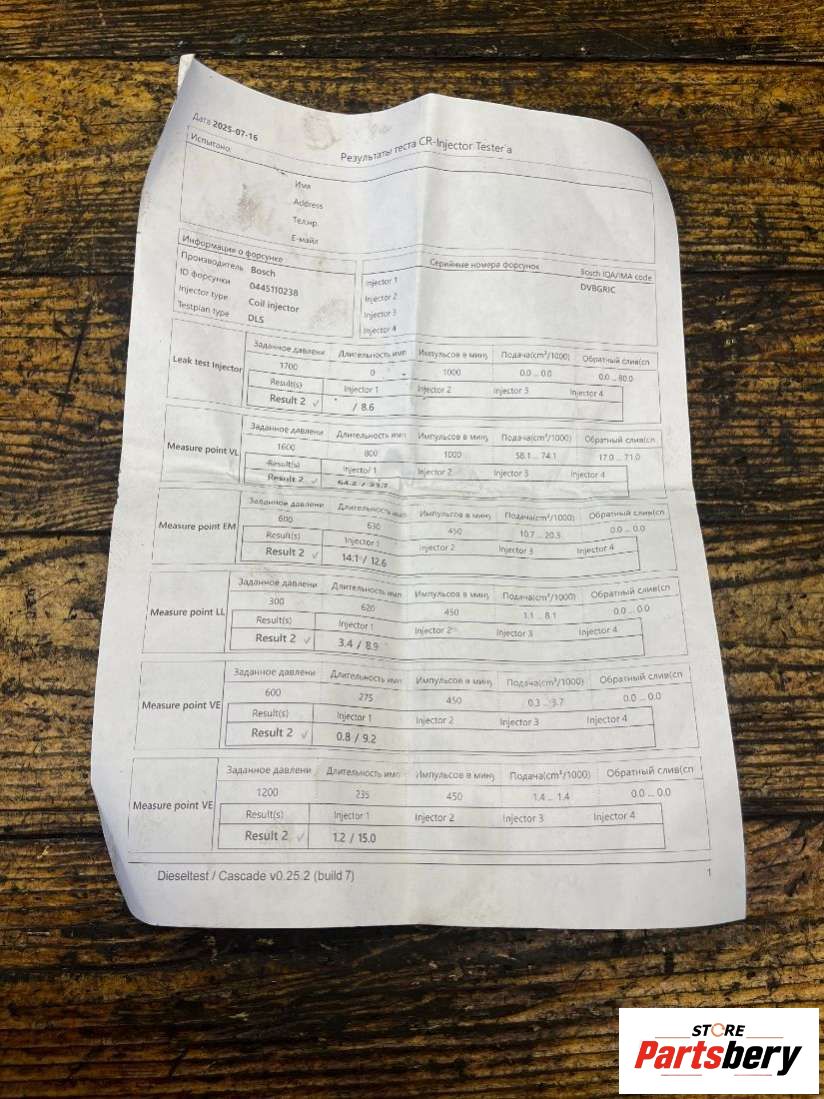 Дата 2025-07-16
Результаты теста CR-Injector Tester'а
Испытано:
Имя
Address
Тел.нр.
E-майл
Информация о форсунке
Производитель Bosch
ID форсунки 0445110238
Injector type Coil injector
Testplan type DLS
Серийные номера форсунок Bosch IQA/IMA code
Injector 1 DVBGRIC
Injector 2
Injector 3
Injector 4
Leak test Injector
Заданное давлени Длительность имп Импульсов в мину Подача(cm³/1000) Обратный слив(cп
1700 0 1000 0.0 .. 0.0 0.0 .. 80.0
Result(s) Injector 1 Injector 2 Injector 3 Injector 4
Result 2 ✓ / 8.6
Measure point VL
Заданное давлени Длительность имп Импульсов в мину Подача(cm³/1000) Обратный слив(cп
1600 800 1000 58.1 .. 74.1 17.0 .. 71.0
Result(s) Injector 1 Injector 2 Injector 3 Injector 4
Result 2 ✓
Measure point EM
Заданное давлени Длительность имп Импульсов в мину Подача(cm³/1000) Обратный слив(cп
600 630 450 10.7 .. 20.3 0.0 .. 0.0
Result(s) Injector 1 Injector 2 Injector 3 Injector 4
Result 2 ✓ 14.1 / 12.6
Measure point LL
Заданное давлени Длительность имп Импульсов в мину Подача(cm³/1000) Обратный слив(cп
300 620 450 1.1 .. 8.1 0.0 .. 0.0
Result(s) Injector 1 Injector 2 Injector 3 Injector 4
Result 2 ✓ 3.4 / 8.9
Measure point VE
Заданное давлени Длительность имп Импульсов в мину Подача(cm³/1000) Обратный слив(cп
600 275 450 0.3 .. 3.7 0.0 .. 0.0
Result(s) Injector 1 Injector 2 Injector 3 Injector 4
Result 2 ✓ 0.8 / 9.2
Measure point VE
Заданное давлени Длительность имп Импульсов в мину Подача(cm³/1000) Обратный слив(cп
1200 235 450 1.4 .. 1.4 0.0 .. 0.0
Result(s) Injector 1 Injector 2 Injector 3 Injector 4
Result 2 ✓ 1.2 / 15.0
Dieseltest / Cascade v0.25.2 (build 7) 1
STORE
Partsbery